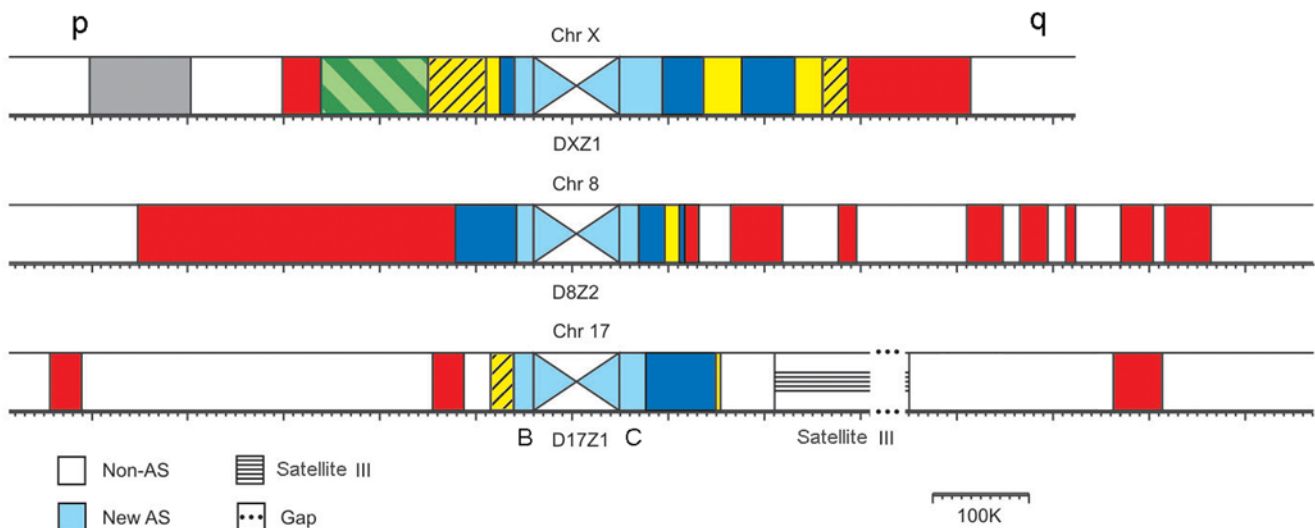 p q
Chr X
DXZ1
Chr 8
D8Z2
Chr 17
B D17Z1 C Satellite III
Non-AS Satellite III
New AS Gap 100K